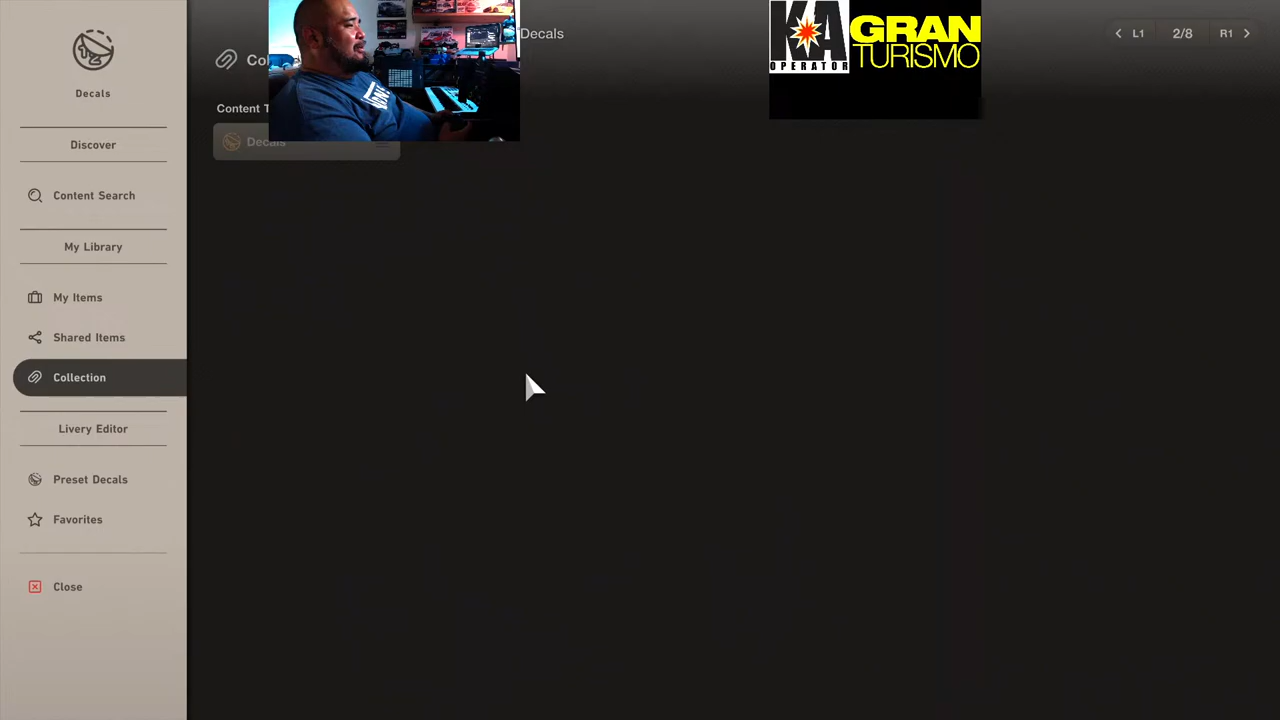 Decals
Discover
Content Search
My Library
My Items
Shared Items
Collection
Livery Editor
Preset Decals
Favorites
Close
Co
Decals
Content T
Decals
KA
OPERATOR
GRAN
TURISMO
L1
2/8
R1